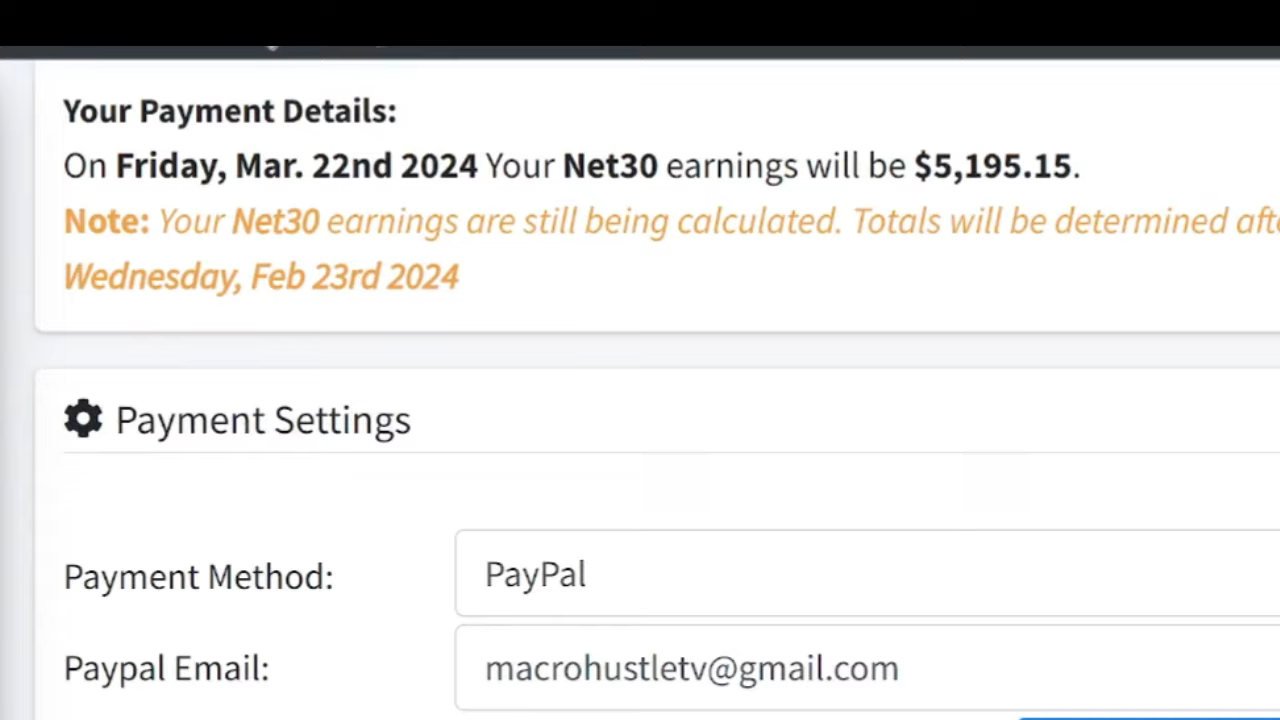 Your Payment Details:
On Friday, Mar. 22nd 2024 Your Net30 earnings will be $5,195.15.
Note: Your Net30 earnings are still being calculated. Totals will be determined
Wednesday, Feb 23rd 2024
Payment Settings
Payment Method:
PayPal
Paypal Email:
macrohustletv@gmail.com